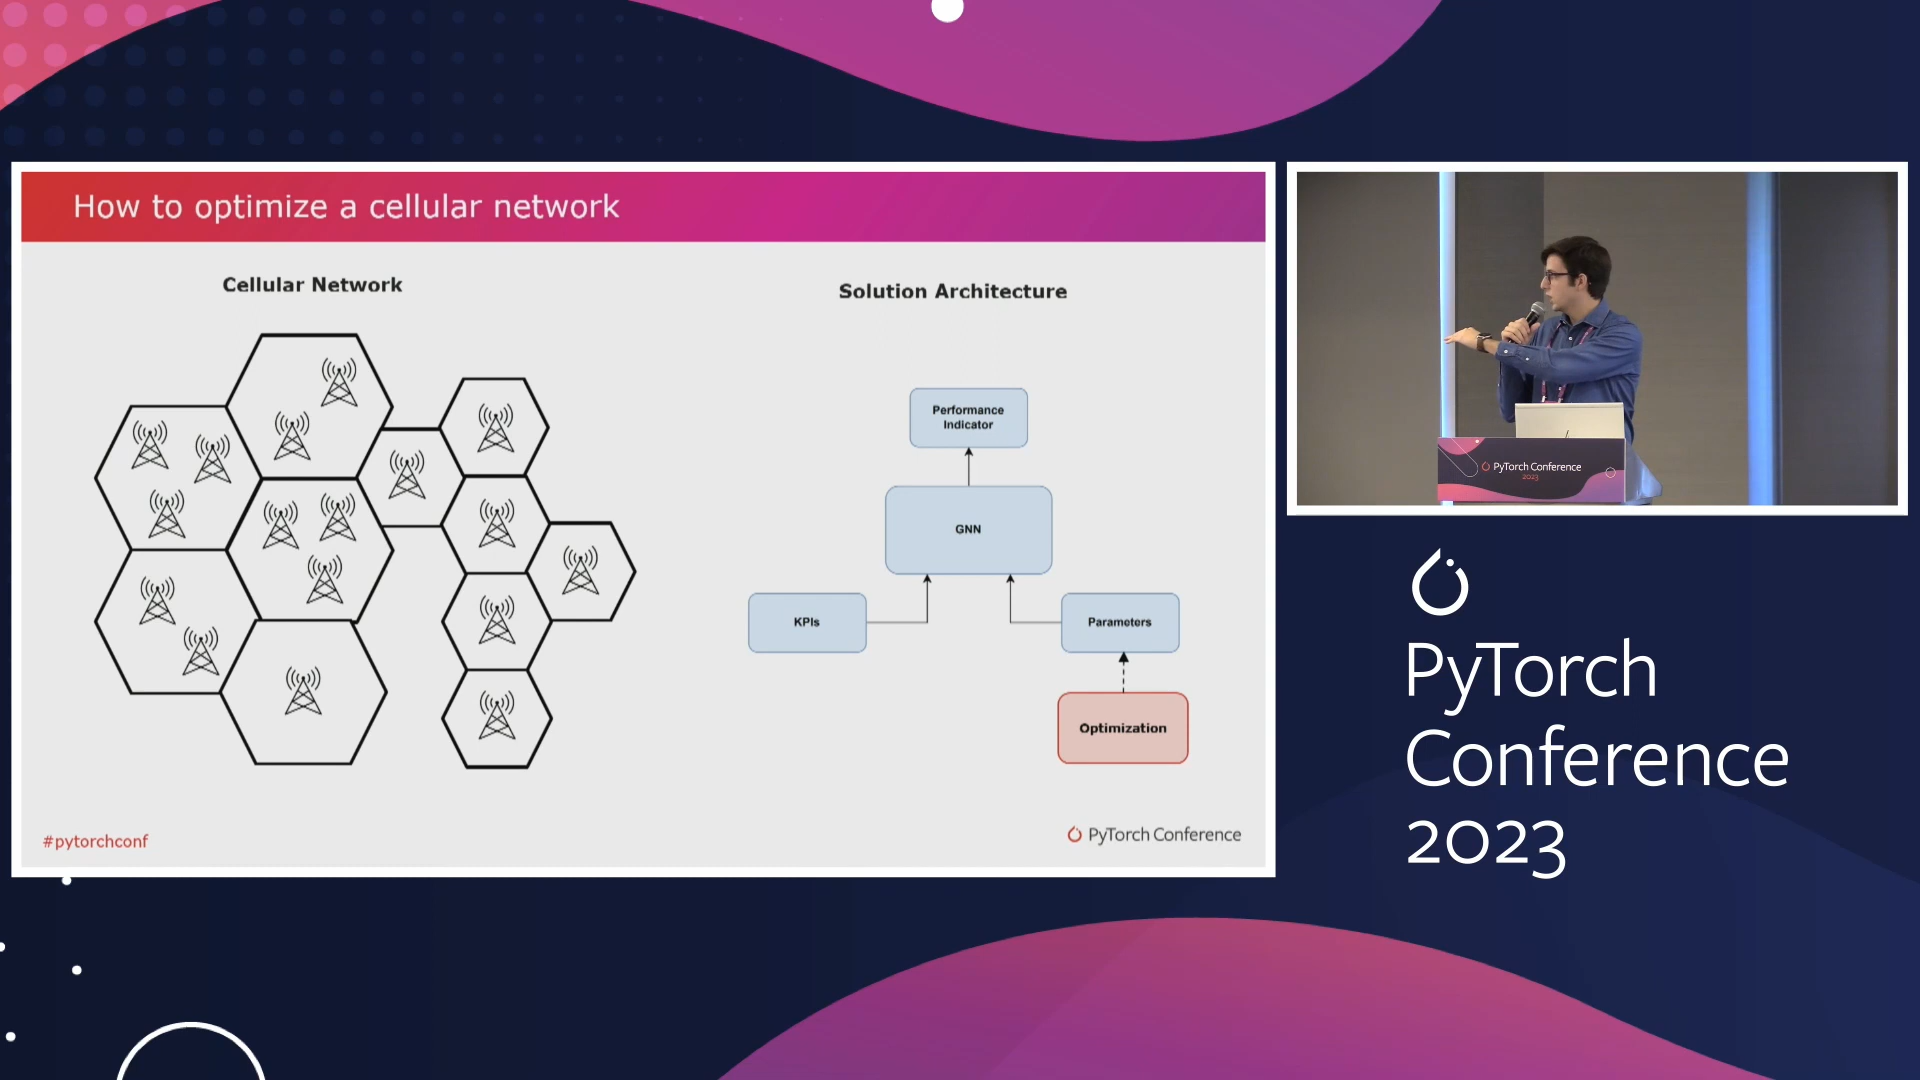 How to optimize a cellular network
Cellular Network
Solution Architecture
Performance
Indicator
GNN
KPIs
Parameters
Optimization
#pytorchconf
PyTorch Conference
PyTorch Conference
2023
PyTorch
Conference
2023